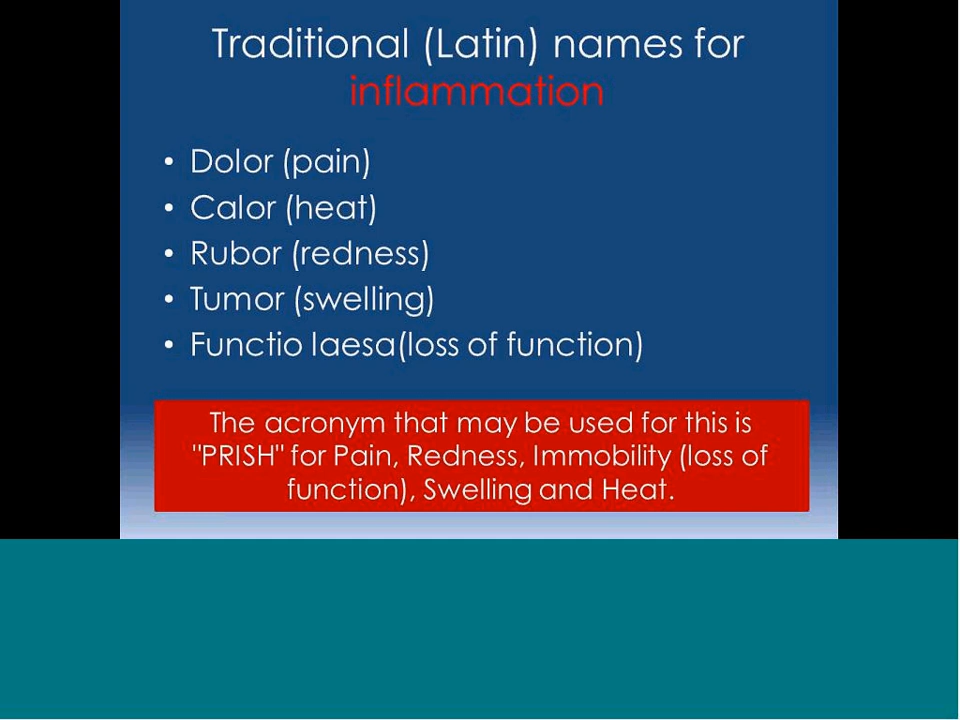 Traditional (Latin) names for
inflammation
• Dolor (pain)
• Calor (heat)
• Rubor (redness)
• Tumor (swelling)
• Functio laesa(loss of function)
The acronym that may be used for this is
"PRISH" for Pain, Redness, Immobility (loss of
function), Swelling and Heat.